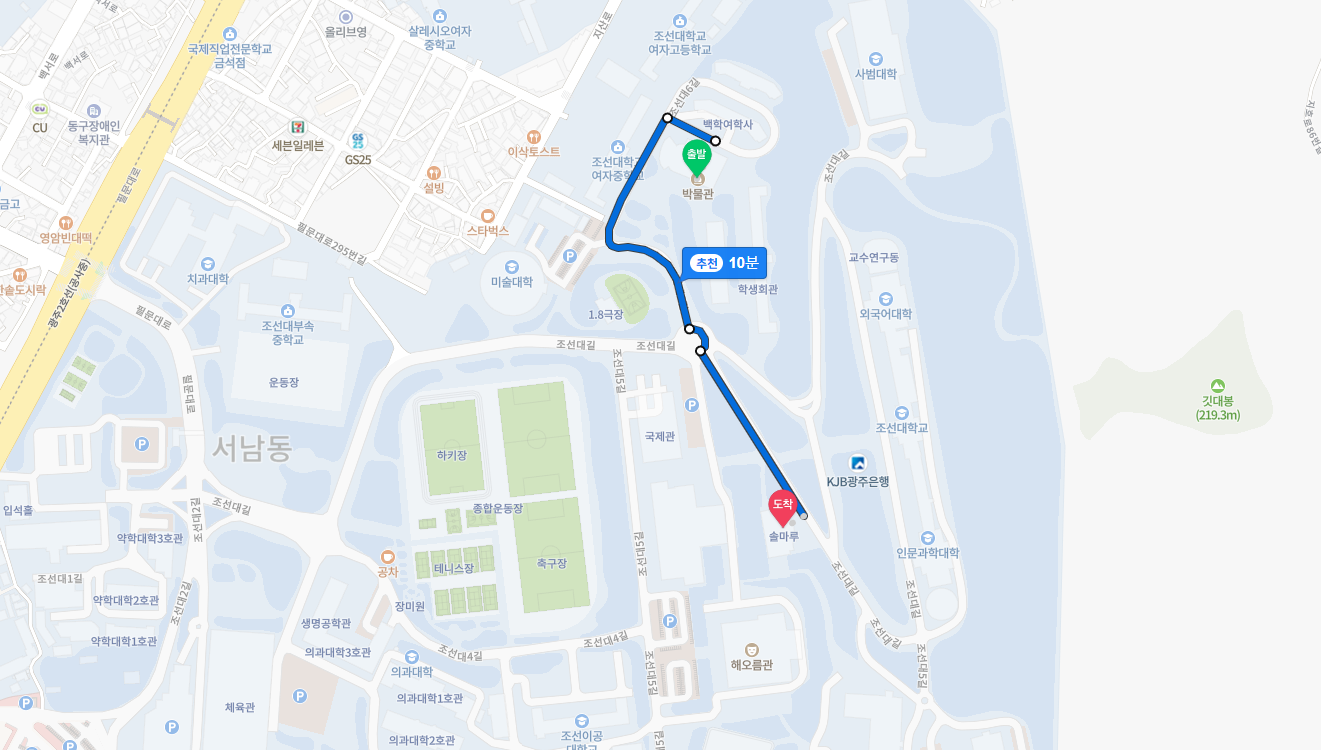 백서로
백서로
국제직업전문학교
금석점
올리브영
살레시오여자
중학교
지산로
조선대학교
여자고등학교
사범대학
CU
CU
동구장애인
복지관
세븐일레븐
GS
25
GS25
이삭토스트
조선대6길
백학여학사
조선대길
필문대로
설빙
조선대학교
여자중학교
출발
박물관
영암빈대떡
필문대로295번길
스타벅스
추천 10분
교수연구동
치과대학
미술대학
학생회관
한솥도시락
광주2호선(공사중)
필문대로
조선대부속
중학교
1.8극장
외국어대학
조선대길
조선대길
조선대5길
운동장
필문대로
깃대봉
(219.3m)
서남동
하키장
국제관
조선대학교
KJB광주은행
입석홀
조선대2길
조선대길
종합운동장
도착
솔마루
약학대학3호관
조선대5길
인문과학대학
조선대1길
공차
테니스장
축구장
조선대길
조선대길
약학대학2호관
조선대2길
장미원
생명공학관
약학대학1호관
조선대4길
조선대4길
조선대길
의과대학3호관
의과대학
해오름관
조선대5길
조선대5길
의과대학1호관
체육관
조선이공
대학교
의과대학2호관